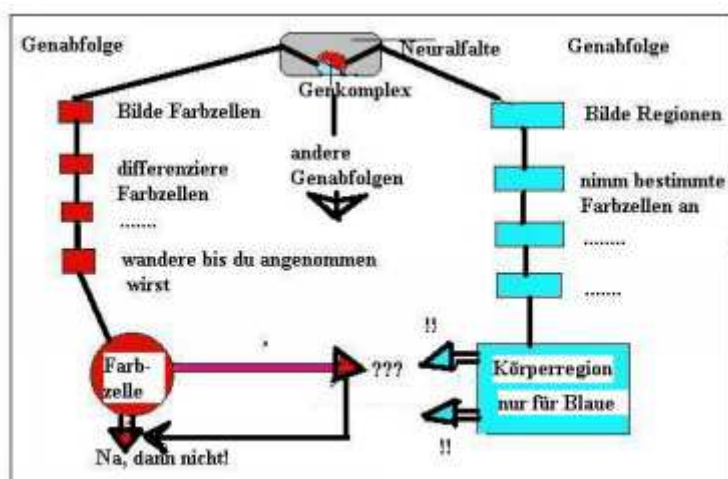 Genabfolge
Neuralfalte
Genabfolge
Genkomplex
Bilde Farbzellen
differenziere
Farbzellen
.......
wandere bis du angenommen
wirst
andere
Genabfolgen
Bilde Regionen
nimm bestimmte
Farbzellen an
........
.......
Farb-
zelle
???
!!
!!
Körperregion
nur für Blaue
Na, dann nicht!